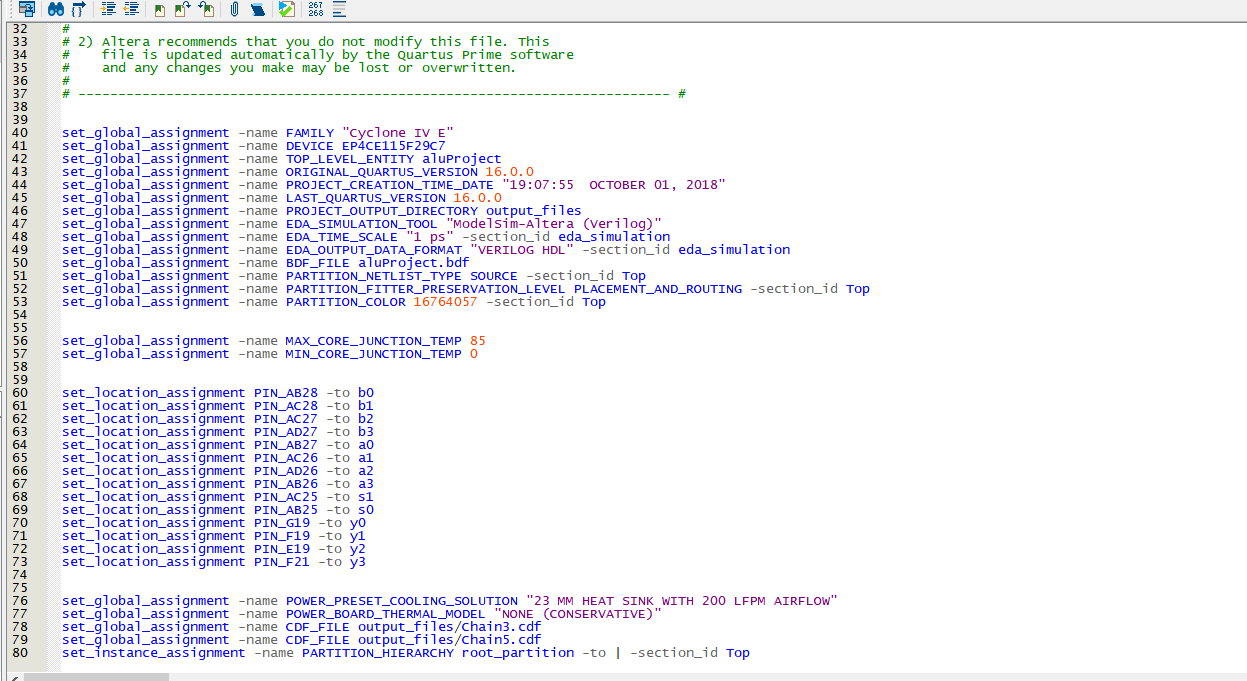 267
268
32 #
33 # 2) Altera recommends that you do not modify this file. This
34 #    file is updated automatically by the Quartus Prime software
35 #    and any changes you make may be lost or overwritten.
36 #
37 # -------------------------------------------------------------------------- #
38
39
40 set_global_assignment -name FAMILY "Cyclone IV E"
41 set_global_assignment -name DEVICE EP4CE115F29C7
42 set_global_assignment -name TOP_LEVEL_ENTITY aluProject
43 set_global_assignment -name ORIGINAL_QUARTUS_VERSION 16.0.0
44 set_global_assignment -name PROJECT_CREATION_TIME_DATE "19:07:55  OCTOBER 01, 2018"
45 set_global_assignment -name LAST_QUARTUS_VERSION 16.0.0
46 set_global_assignment -name PROJECT_OUTPUT_DIRECTORY output_files
47 set_global_assignment -name EDA_SIMULATION_TOOL "ModelSim-Altera (Verilog)"
48 set_global_assignment -name EDA_TIME_SCALE "1 ps" -section_id eda_simulation
49 set_global_assignment -name EDA_OUTPUT_DATA_FORMAT "VERILOG HDL" -section_id eda_simulation
50 set_global_assignment -name BDF_FILE aluProject.bdf
51 set_global_assignment -name PARTITION_NETLIST_TYPE SOURCE -section_id Top
52 set_global_assignment -name PARTITION_FITTER_PRESERVATION_LEVEL PLACEMENT_AND_ROUTING -section_id Top
53 set_global_assignment -name PARTITION_COLOR 16764057 -section_id Top
54
55
56 set_global_assignment -name MAX_CORE_JUNCTION_TEMP 85
57 set_global_assignment -name MIN_CORE_JUNCTION_TEMP 0
58
59
60 set_location_assignment PIN_AB28 -to b0
61 set_location_assignment PIN_AC28 -to b1
62 set_location_assignment PIN_AC27 -to b2
63 set_location_assignment PIN_AD27 -to b3
64 set_location_assignment PIN_AB27 -to a0
65 set_location_assignment PIN_AC26 -to a1
66 set_location_assignment PIN_AD26 -to a2
67 set_location_assignment PIN_AB26 -to a3
68 set_location_assignment PIN_AC25 -to s1
69 set_location_assignment PIN_AB25 -to s0
70 set_location_assignment PIN_G19 -to y0
71 set_location_assignment PIN_F19 -to y1
72 set_location_assignment PIN_E19 -to y2
73 set_location_assignment PIN_F21 -to y3
74
75
76 set_global_assignment -name POWER_PRESET_COOLING_SOLUTION "23 MM HEAT SINK WITH 200 LFPM AIRFLOW"
77 set_global_assignment -name POWER_BOARD_THERMAL_MODEL "NONE (CONSERVATIVE)"
78 set_global_assignment -name CDF_FILE output_files/Chain3.cdf
79 set_global_assignment -name CDF_FILE output_files/Chain5.cdf
80 set_instance_assignment -name PARTITION_HIERARCHY root_partition -to | -section_id Top